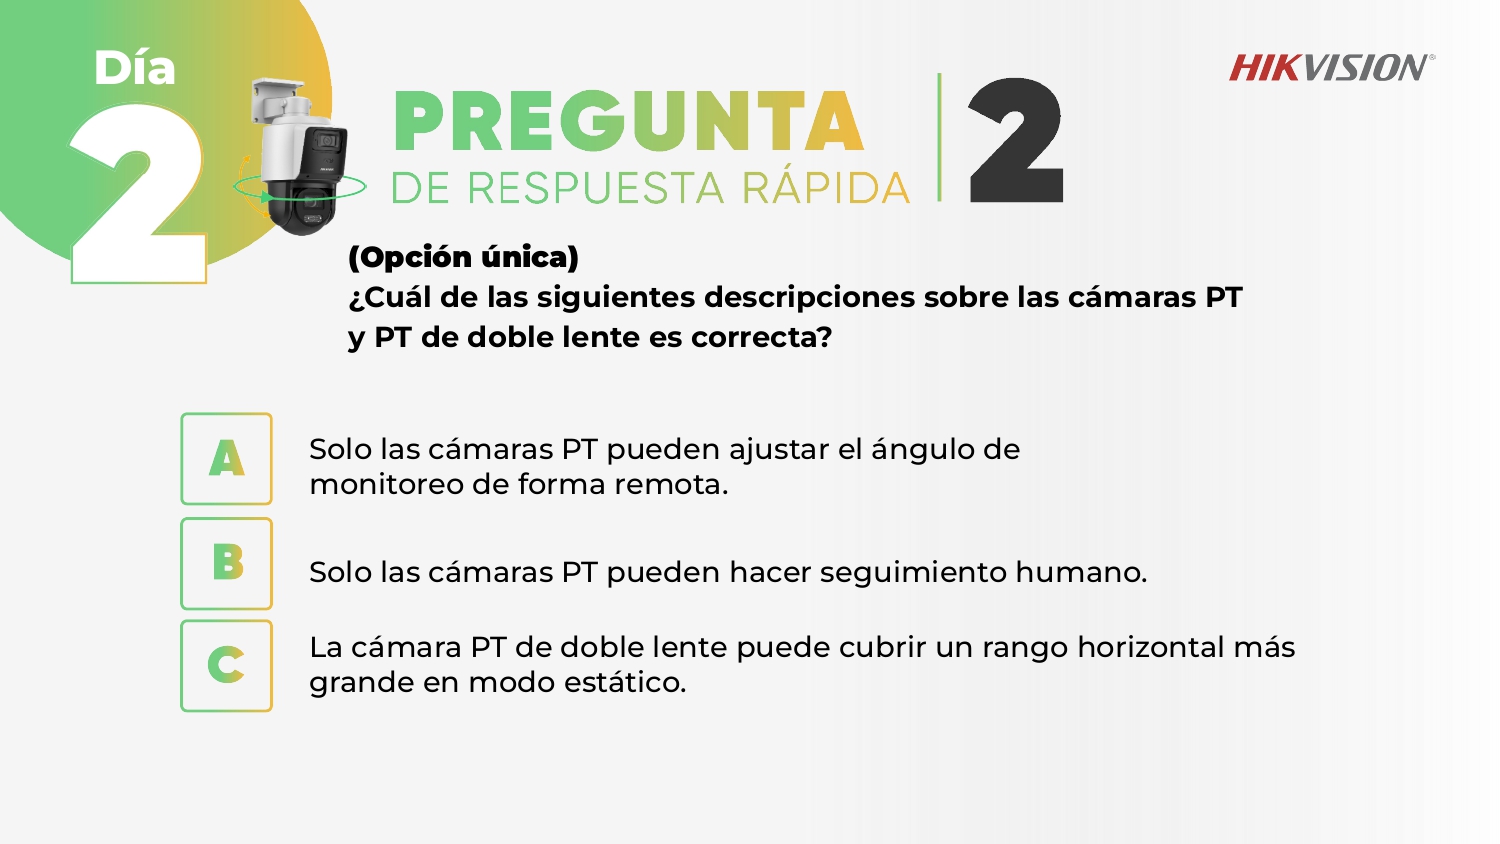 Día
2
HIKVISION®
PREGUNTA
DE RESPUESTA RÁPIDA
2
(Opción única)
¿Cuál de las siguientes descripciones sobre las cámaras PT
y PT de doble lente es correcta?
A
Solo las cámaras PT pueden ajustar el ángulo de
monitoreo de forma remota.
B
Solo las cámaras PT pueden hacer seguimiento humano.
C
La cámara PT de doble lente puede cubrir un rango horizontal más
grande en modo estático.